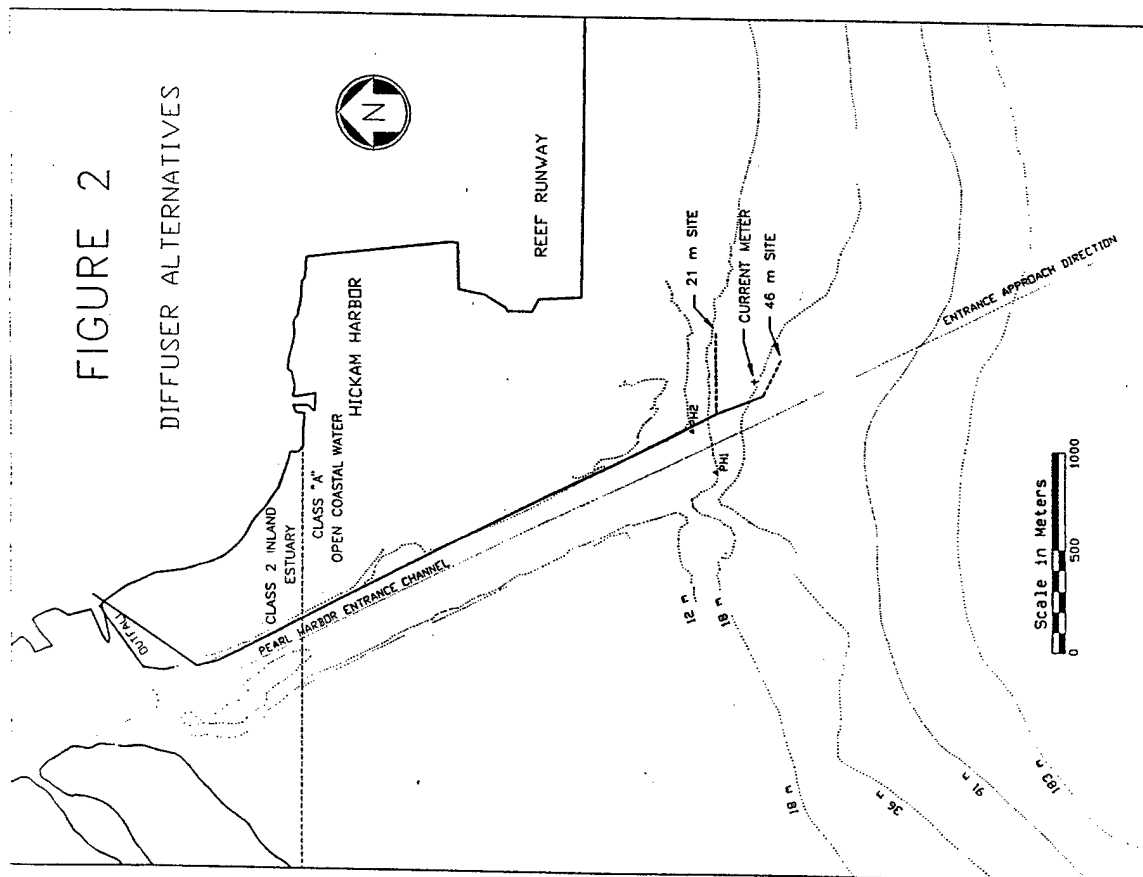 FIGURE 2
DIFFUSER ALTERNATIVES
N
OUTFALL
CLASS 2 INLAND
ESTUARY
CLASS "A"
OPEN COASTAL WATER
HICKAM HARBOR
REEF RUNWAY
PEARL HARBOR ENTRANCE CHANNEL
PH2
PH1
21 m SITE
CURRENT METER
46 m SITE
ENTRANCE APPROACH DIRECTION
12 m
18 m
18 m
36 m
91 m
183 m
Scale in Meters
0
500
1000